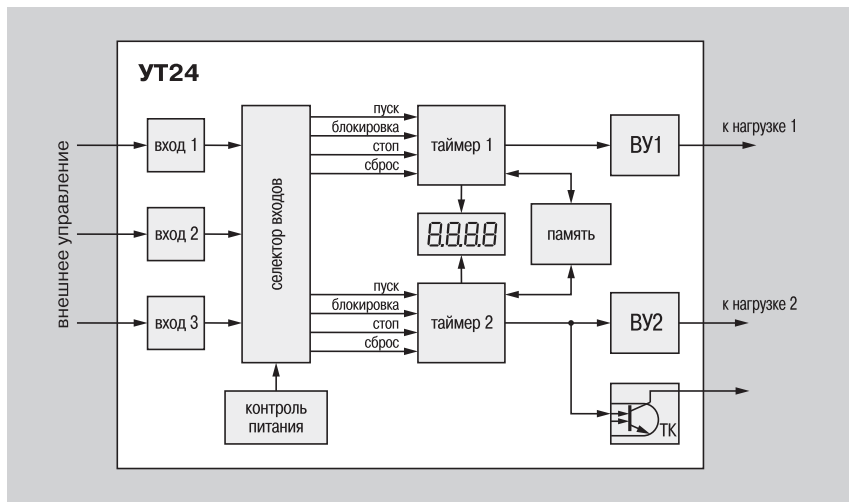 УТ24
внешнее управление
вход 1
вход 2
вход 3
селектор входов
контроль
питания
пуск
блокировка
стоп
сброс
таймер 1
8.8.8.8
память
пуск
блокировка
стоп
сброс
таймер 2
ВУ1
к нагрузке 1
ВУ2
к нагрузке 2
ТК